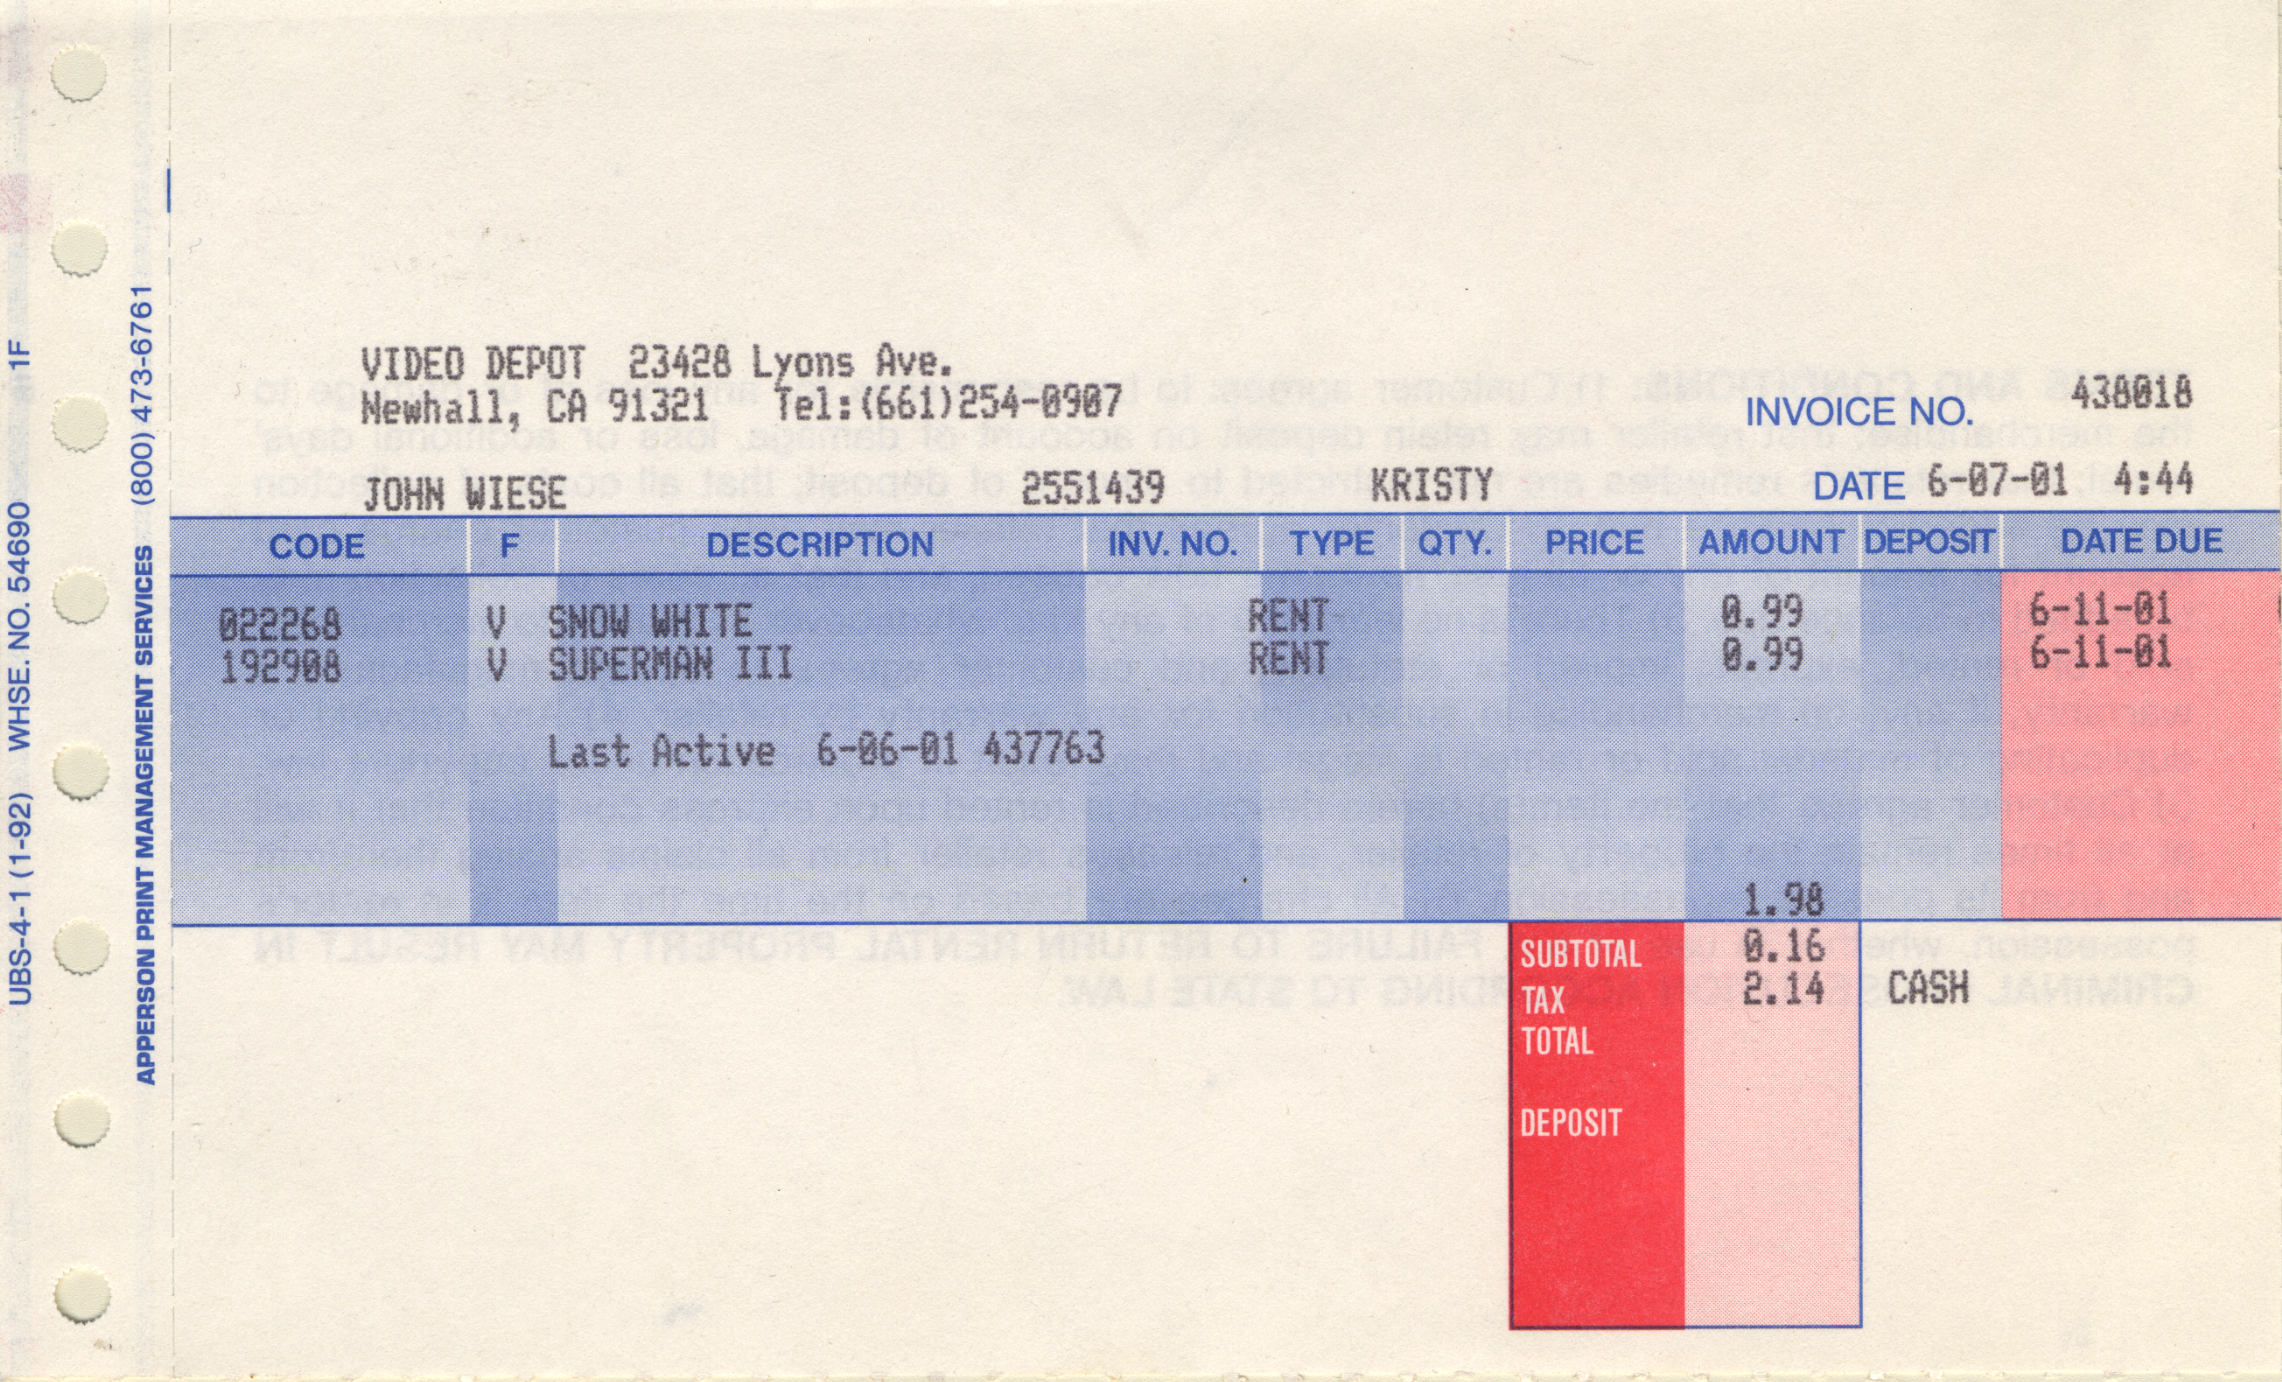 VIDEO DEPOT 23428 Lyons Ave.
Newhall, CA 91321 Tel:(661)254-0907
INVOICE NO. 438018
JOHN WIESE 2551439 KRISTY DATE 6-07-01 4:44
CODE F DESCRIPTION INV. NO. TYPE QTY. PRICE AMOUNT DEPOSIT DATE DUE
022268 V SNOW WHITE RENT 0.99 6-11-01
192908 V SUPERMAN III RENT 0.99 6-11-01
Last Active 6-06-01 437763
1.98
SUBTOTAL 0.16
TAX 2.14 CASH
TOTAL
DEPOSIT
UBS-4-1 (1-92) WHSE. NO. 54690 1F
APPERSON PRINT MANAGEMENT SERVICES (800) 473-6761